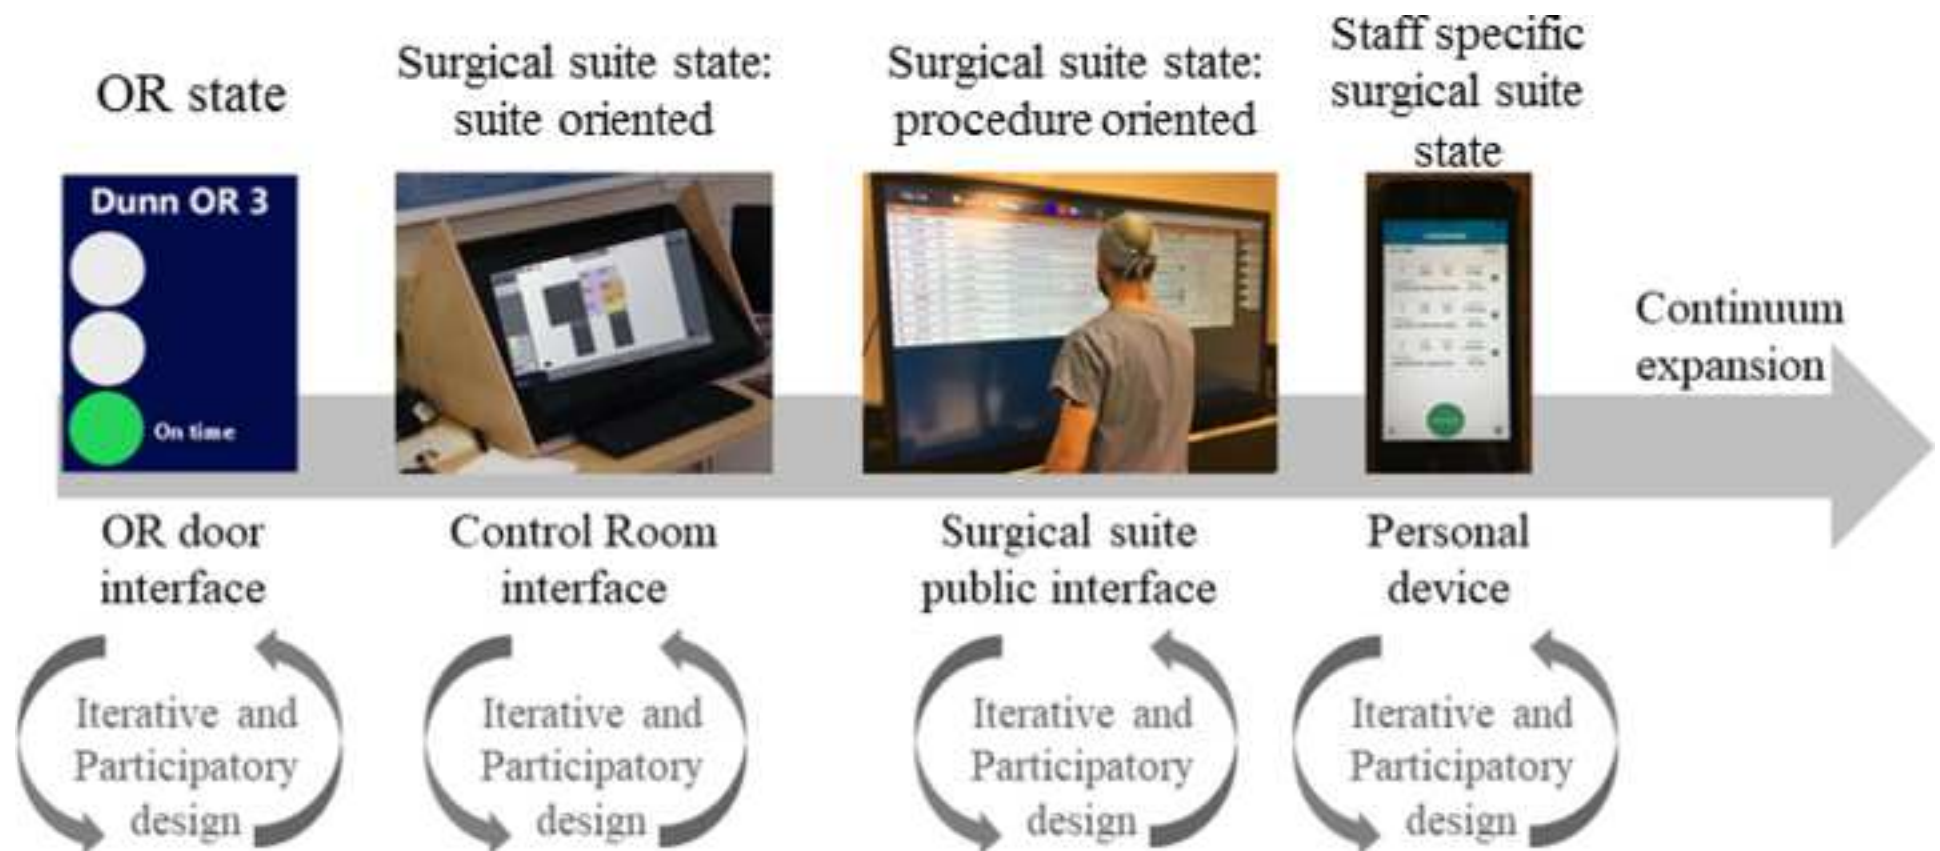 OR state
Surgical suite state:
suite oriented
Surgical suite state:
procedure oriented
Staff specific
surgical suite
state
Dunn OR 3
On time
Continuum
expansion
OR door
interface
Control Room
interface
Surgical suite
public interface
Personal
device
Iterative and
Participatory
design
Iterative and
Participatory
design
Iterative and
Participatory
design
Iterative and
Participatory
design